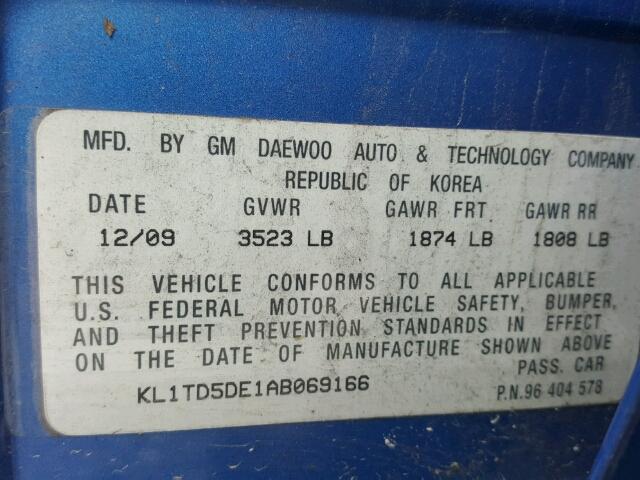 MFD. BY GM DAEWOO AUTO & TECHNOLOGY COMPANY
REPUBLIC OF KOREA
DATE GVWR GAWR FRT GAWR RR
12/09 3523 LB 1874 LB 1808 LB
THIS VEHICLE CONFORMS TO ALL APPLICABLE
U.S. FEDERAL MOTOR VEHICLE SAFETY, BUMPER,
AND THEFT PREVENTION STANDARDS IN EFFECT
ON THE DATE OF MANUFACTURE SHOWN ABOVE
PASS. CAR
KL1TD5DE1AB069166
P.N.96 404 578